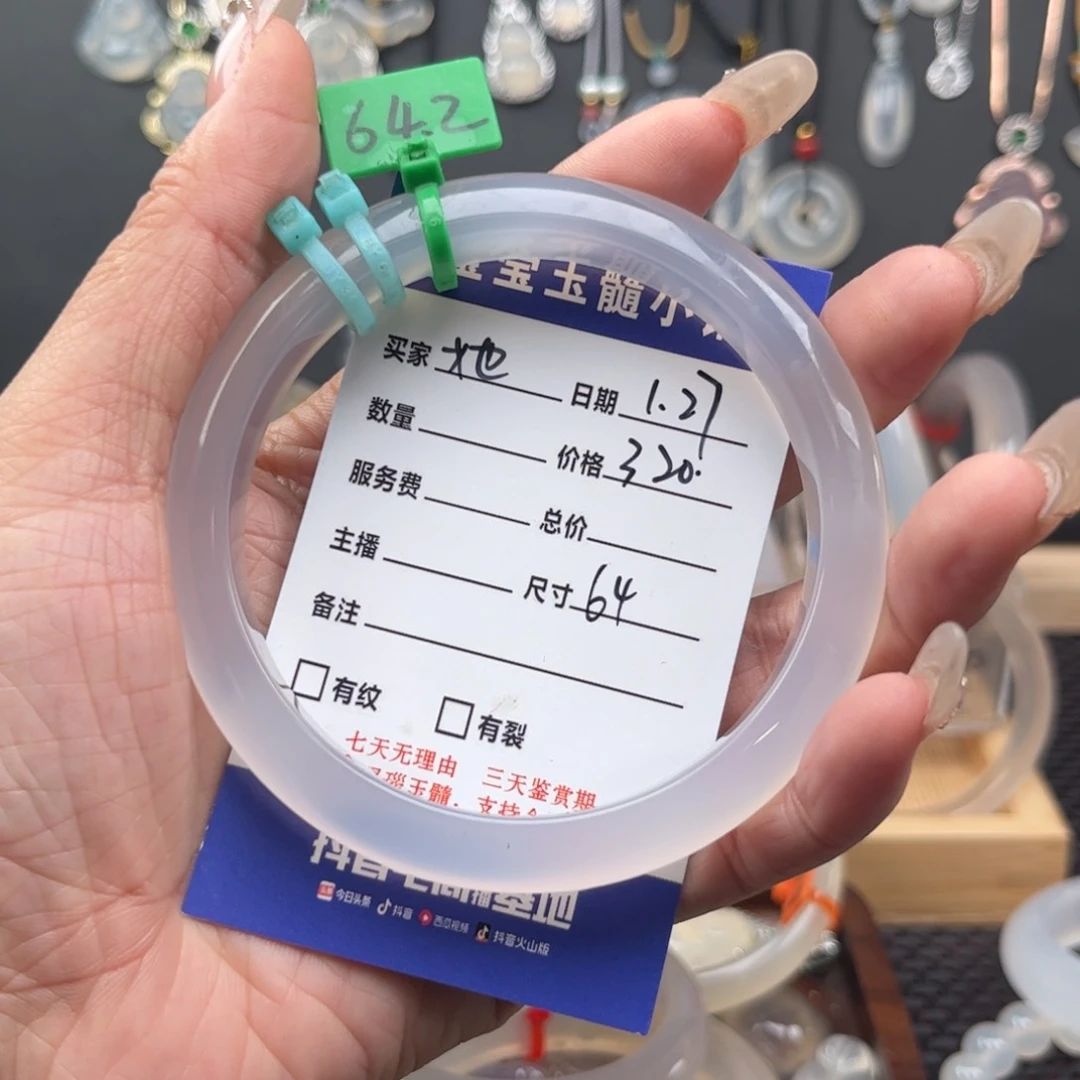 64.2
宝玉髓小
买家 地 日期 1.27
数量 价格 320.
服务费 总价
主播 尺寸 64
备注
有纹 有裂
七天无理由 三天鉴赏期
玉髓. 支持
抖音 播基地
今日头条 抖音 西瓜视频 抖音火山版